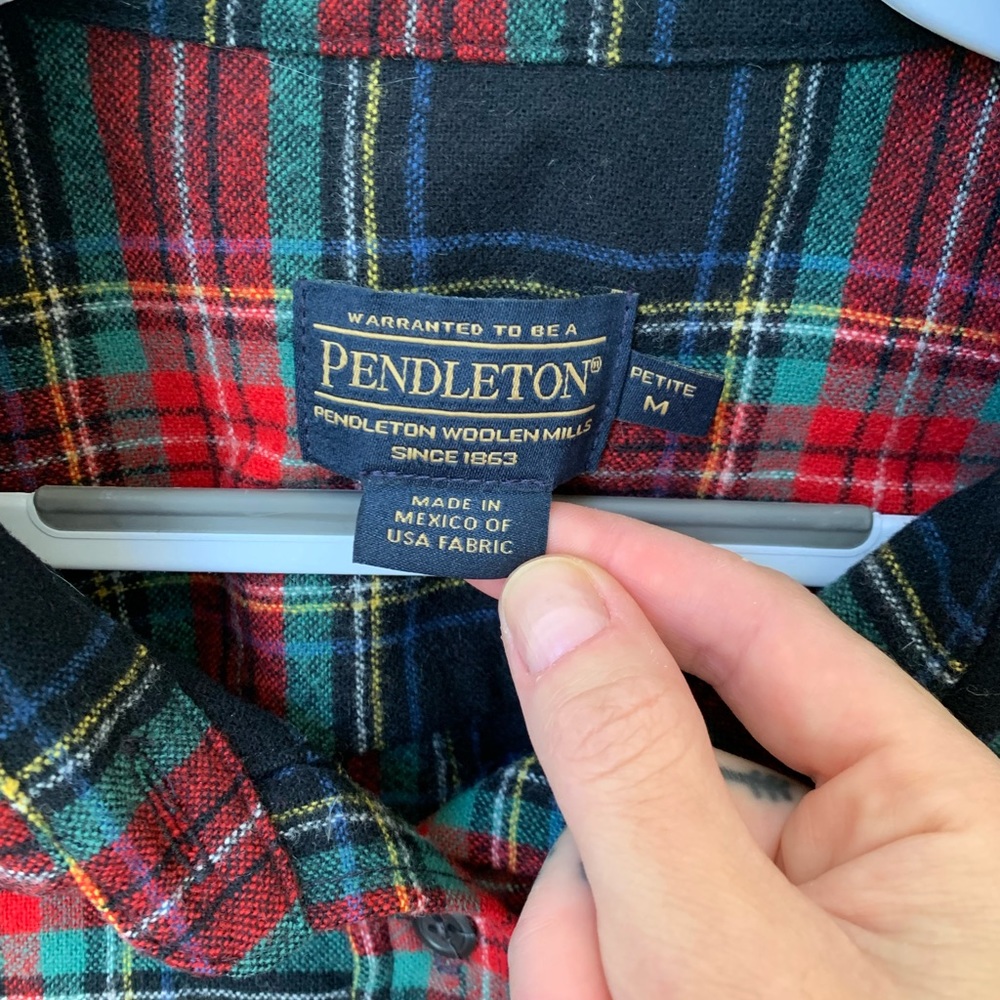 WARRANTED TO BE A
PENDLETON®
PENDLETON WOOLEN MILLS
SINCE 1863
PETITE
M
MADE IN
MEXICO OF
USA FABRIC